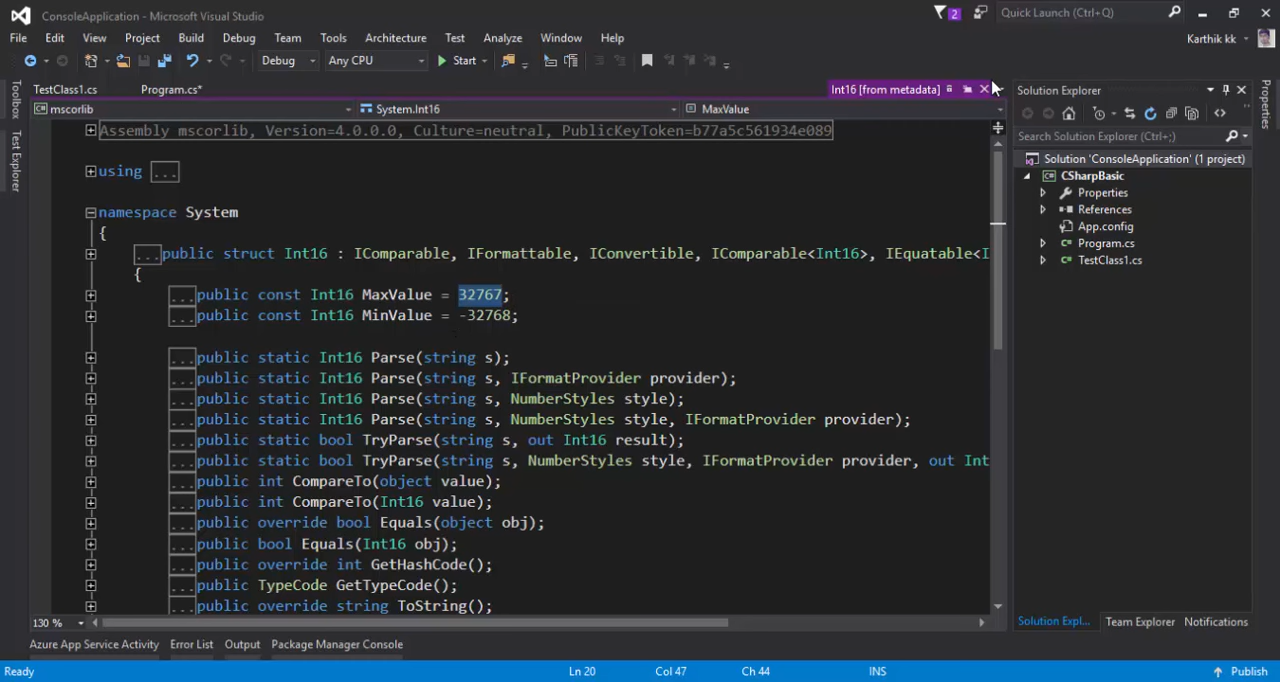 ConsoleApplication - Microsoft Visual Studio
2
Quick Launch (Ctrl+Q)
File Edit View Project Build Debug Team Tools Architecture Test Analyze Window Help
Karthik kk
Debug Any CPU Start
TestClass1.cs Program.cs* Int16 [from metadata]
mscorlib System.Int16 MaxValue
Toolbox
Test Explorer
Assembly mscorlib, Version=4.0.0.0, Culture=neutral, PublicKeyToken=b77a5c561934e089
using ...
namespace System
{
...public struct Int16 : IComparable, IFormattable, IConvertible, IComparable<Int16>, IEquatable<I
{
...public const Int16 MaxValue = 32767;
...public const Int16 MinValue = -32768;
...public static Int16 Parse(string s);
...public static Int16 Parse(string s, IFormatProvider provider);
...public static Int16 Parse(string s, NumberStyles style);
...public static Int16 Parse(string s, NumberStyles style, IFormatProvider provider);
...public static bool TryParse(string s, out Int16 result);
...public static bool TryParse(string s, NumberStyles style, IFormatProvider provider, out Int
...public int CompareTo(object value);
...public int CompareTo(Int16 value);
...public override bool Equals(object obj);
...public bool Equals(Int16 obj);
...public override int GetHashCode();
...public TypeCode GetTypeCode();
...public override string ToString();
130 %
Solution Explorer
Search Solution Explorer (Ctrl+;)
Solution 'ConsoleApplication' (1 project)
CSharpBasic
Properties
References
App.config
Program.cs
TestClass1.cs
Solution Expl... Team Explorer Notifications
Properties
Azure App Service Activity Error List Output Package Manager Console
Ready Ln 20 Col 47 Ch 44 INS Publish